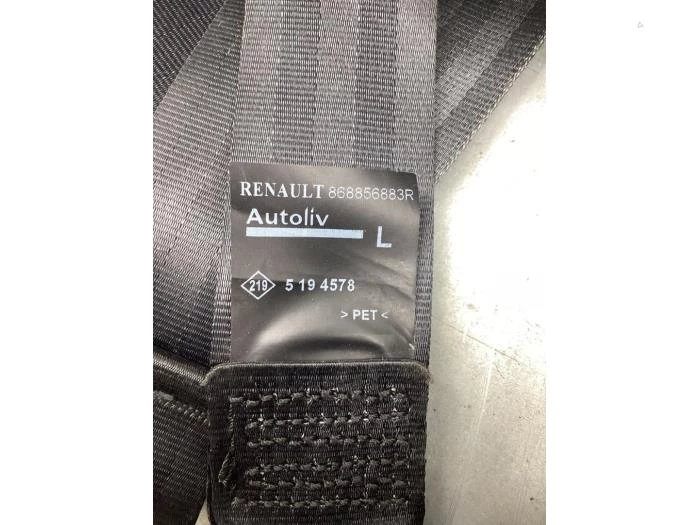 RENAULT 868856883R
Autoliv
L
219 5 19 4578
> PET <